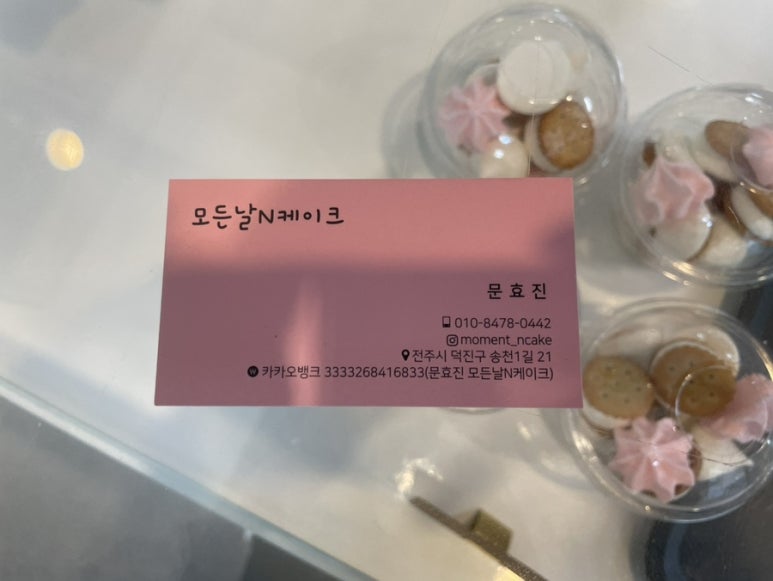 모든날N케이크
문효진
010-8478-0442
moment_ncake
전주시 덕진구 송천1길 21
카카오뱅크 3333268416833(문효진 모든날N케이크)